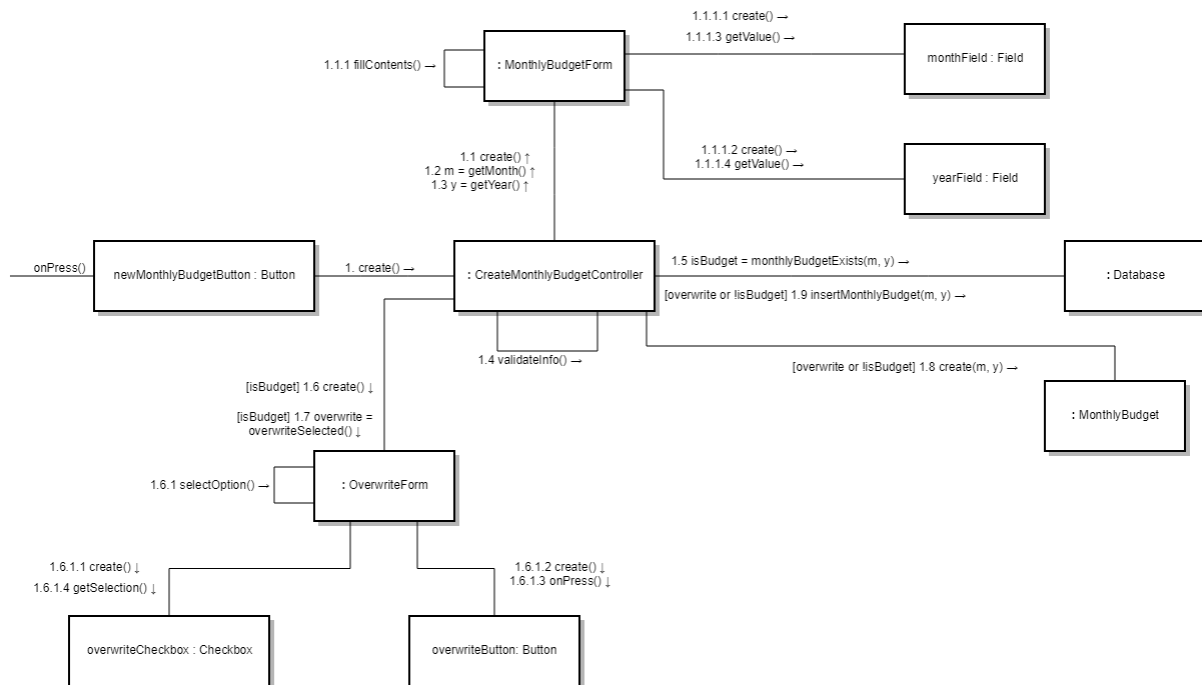 1.1.1.1 create() →
1.1.1.3 getValue() →
monthField : Field
1.1.1 fillContents() →
: MonthlyBudgetForm
1.1.1.2 create() →
1.1.1.4 getValue() →
yearField : Field
1.1 create() ↑
1.2 m = getMonth() ↑
1.3 y = getYear() ↑
onPress()
newMonthlyBudgetButton : Button
1. create() →
: CreateMonthlyBudgetController
1.5 isBudget = monthlyBudgetExists(m, y) →
[overwrite or !isBudget] 1.9 insertMonthlyBudget(m, y) →
: Database
1.4 validateInfo() →
[overwrite or !isBudget] 1.8 create(m, y) →
: MonthlyBudget
[isBudget] 1.6 create() ↓
[isBudget] 1.7 overwrite =
overwriteSelected() ↓
1.6.1 selectOption() →
: OverwriteForm
1.6.1.1 create() ↓
1.6.1.4 getSelection() ↓
1.6.1.2 create() ↓
1.6.1.3 onPress() ↓
overwriteCheckbox : Checkbox
overwriteButton: Button